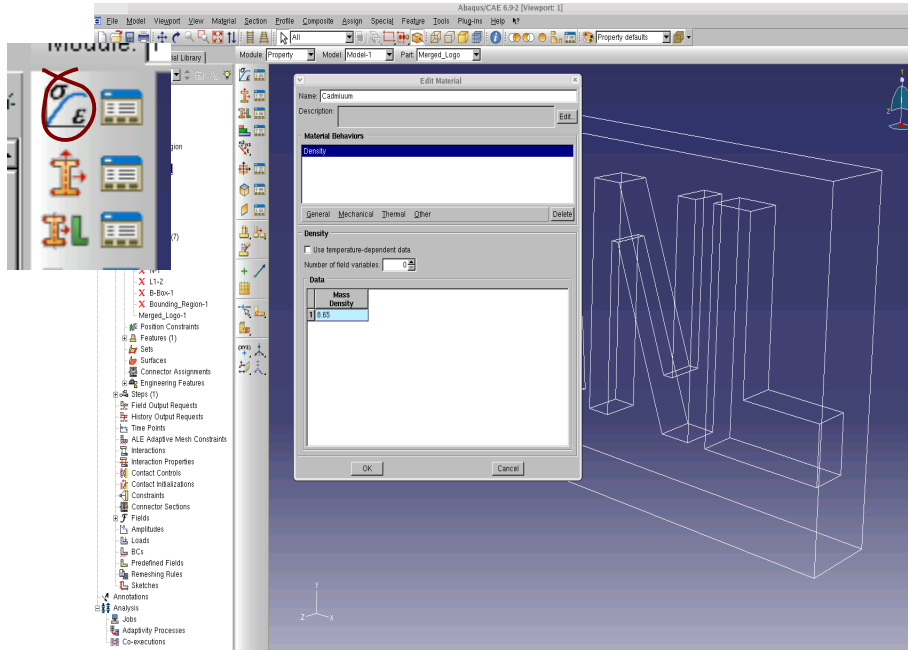 Abaqus/CAE 6.9-2 [Viewport: 1]
File Model Viewport View Material Section Profile Composite Assign Special Feature Tools Plug-ins Help
All
Property defaults
Module:
Library
Module: Property Model: Model-1 Part: Merged_Logo
σ
ε
Edit Material
Name: Cadmiuum
Description:
Edit...
Material Behaviors
Density
General Mechanical Thermal Other
Delete
Density
Use temperature-dependent data
Number of field variables: 0
Data
Mass
Density
1 8.65
OK Cancel
(7)
L1-2
B-Box-1
Bounding_Region-1
Merged_Logo-1
Position Constraints
Features (1)
Sets
Surfaces
Connector Assignments
Engineering Features
Steps (1)
Field Output Requests
History Output Requests
Time Points
ALE Adaptive Mesh Constraints
Interactions
Interaction Properties
Contact Controls
Contact Initializations
Constraints
Connector Sections
Fields
Amplitudes
Loads
BCs
Predefined Fields
Remeshing Rules
Sketches
Annotations
Analysis
Jobs
Adaptivity Processes
Co-executions
Y
Z
Y
Z X